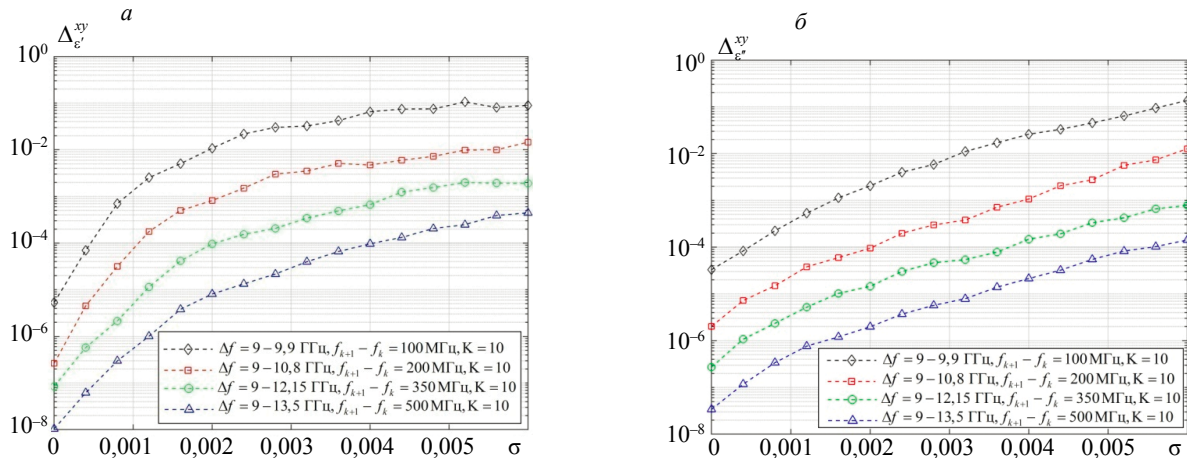 а
Δ_ε′^xy
10^0
10^−2
10^−4
10^−6
10^−8
Δf = 9 – 9,9 ГГц, f_k+1 – f_k = 100 МГц, K = 10
Δf = 9 – 10,8 ГГц, f_k+1 – f_k = 200 МГц, K = 10
Δf = 9 – 12,15 ГГц, f_k+1 – f_k = 350 МГц, K = 10
Δf = 9 – 13,5 ГГц, f_k+1 – f_k = 500 МГц, K = 10
0 0,001 0,002 0,003 0,004 0,005 σ
б
Δ_ε″^xy
10^0
10^−2
10^−4
10^−6
10^−8
Δf = 9 – 9,9 ГГц, f_k+1 – f_k = 100 МГц, K = 10
Δf = 9 – 10,8 ГГц, f_k+1 – f_k = 200 МГц, K = 10
Δf = 9 – 12,15 ГГц, f_k+1 – f_k = 350 МГц, K = 10
Δf = 9 – 13,5 ГГц, f_k+1 – f_k = 500 МГц, K = 10
0 0,001 0,002 0,003 0,004 0,005 σ